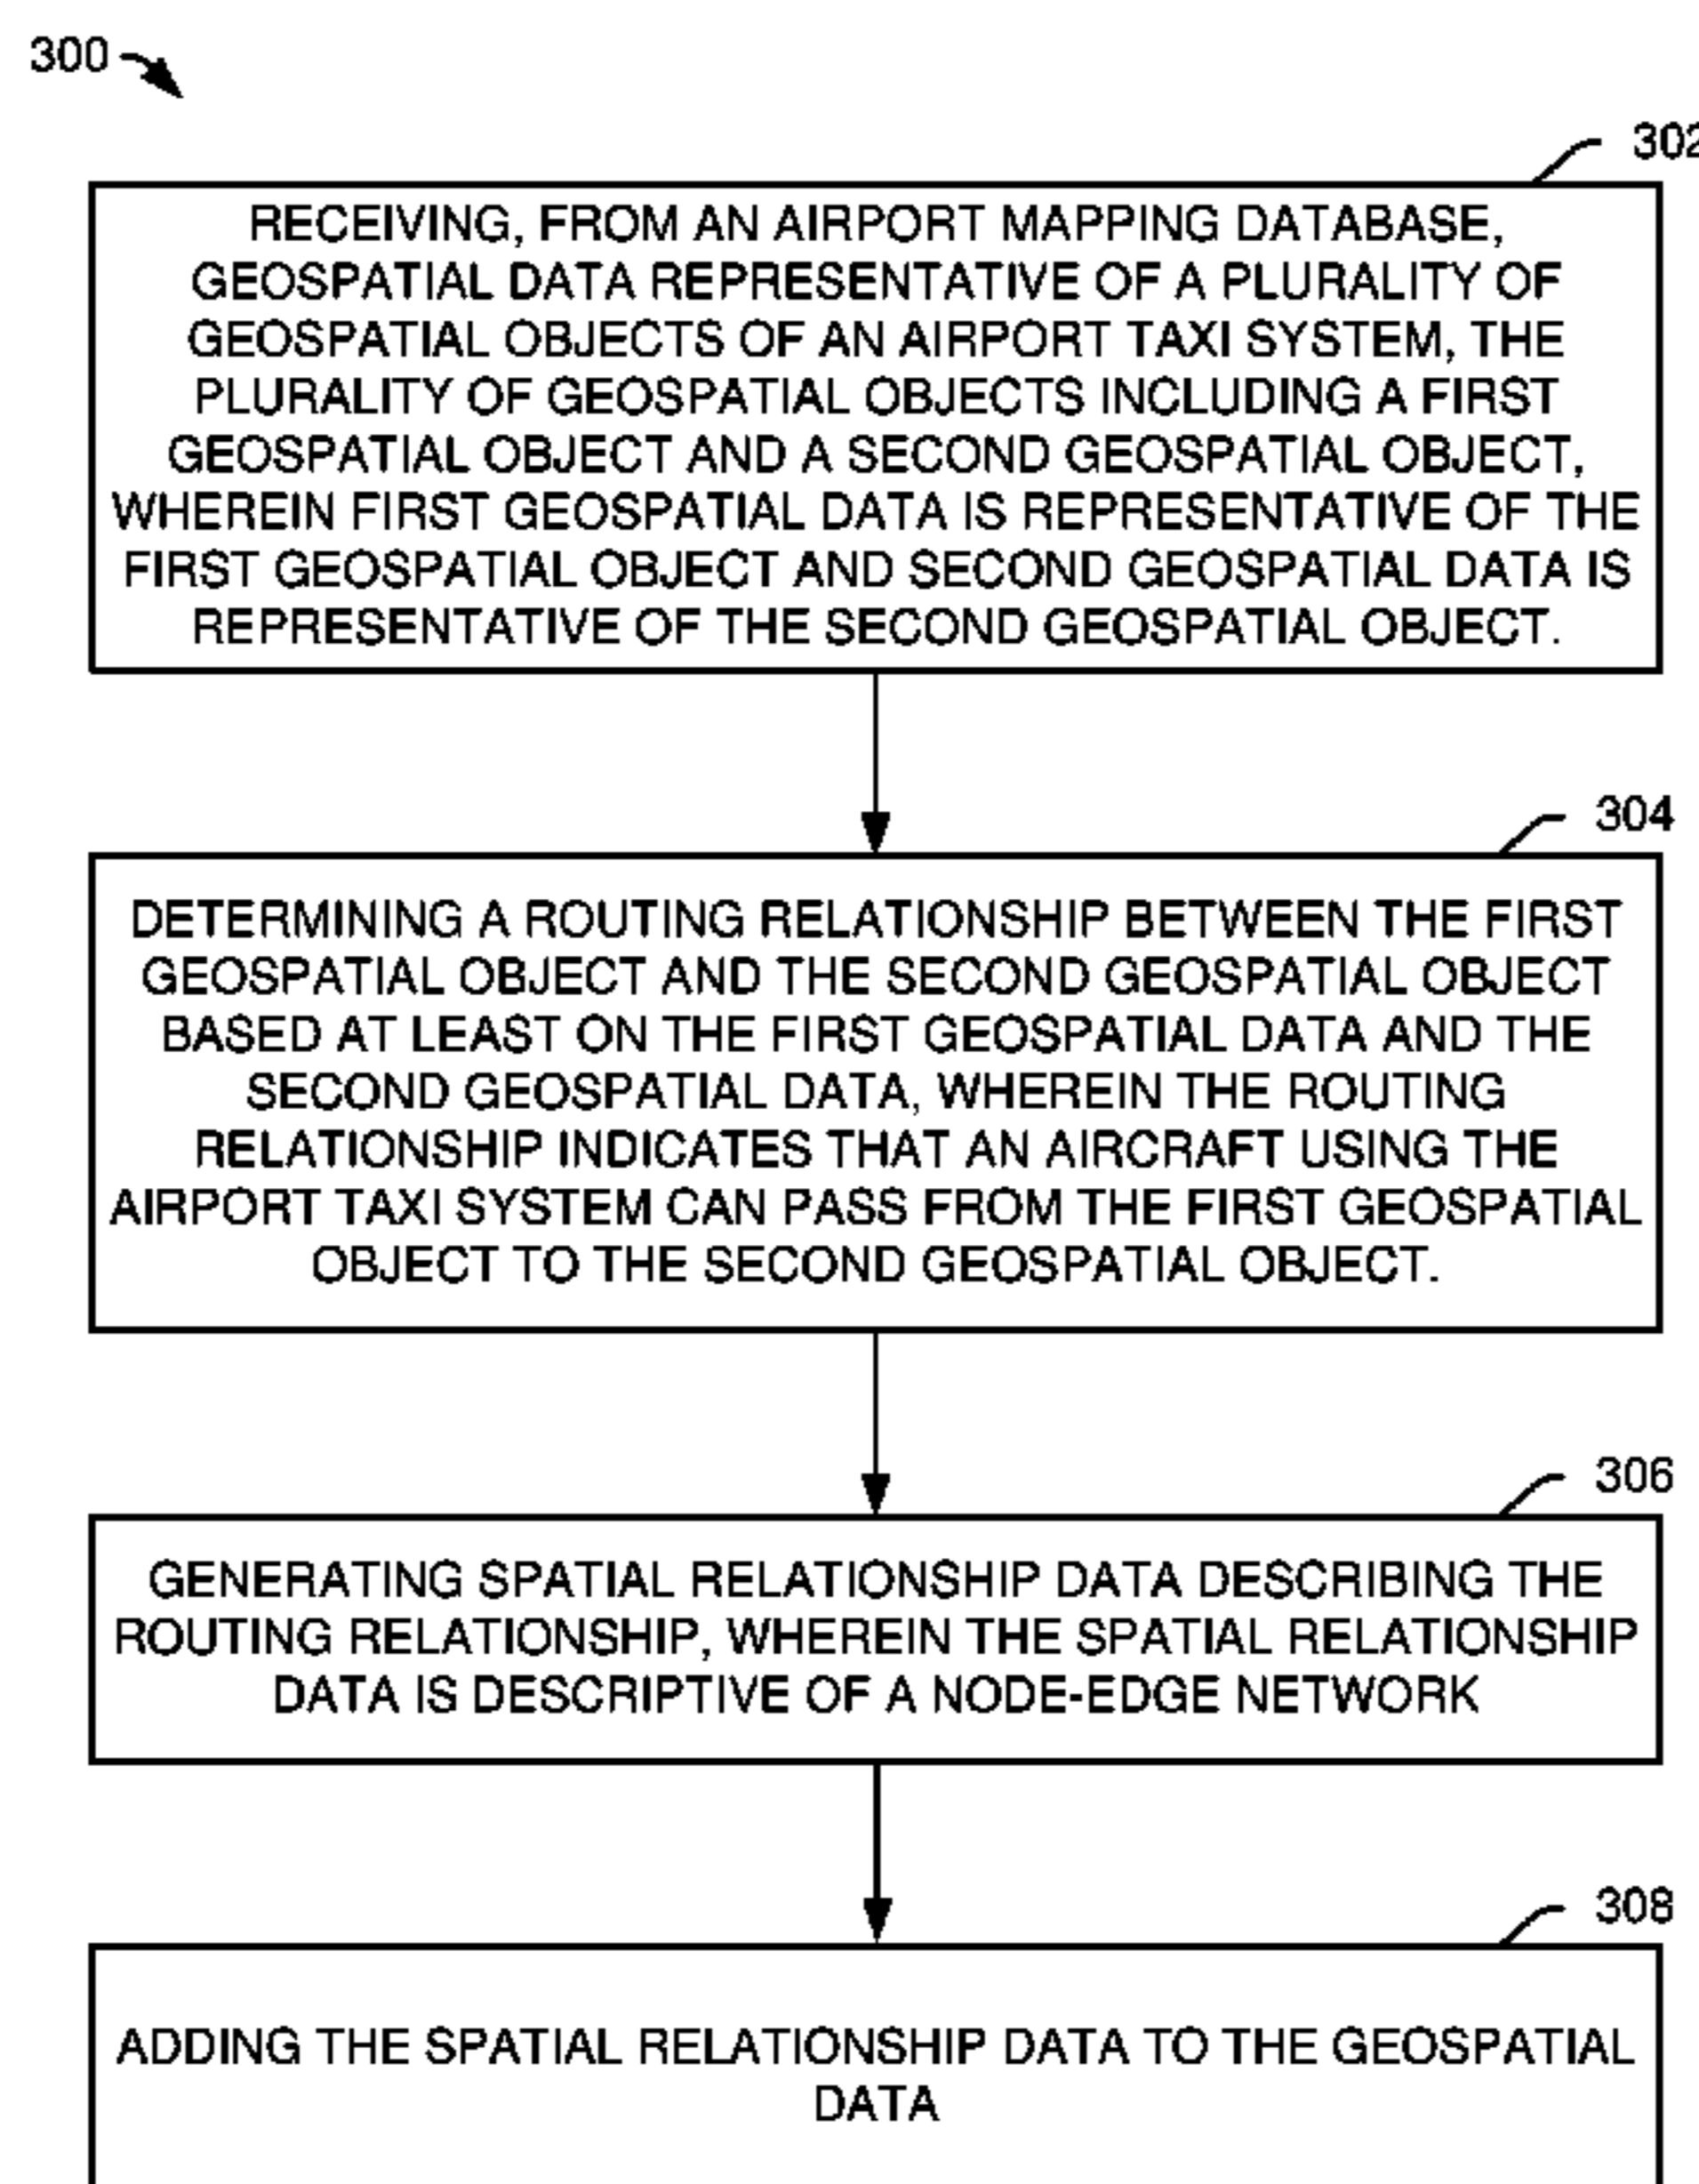 300
302
RECEIVING, FROM AN AIRPORT MAPPING DATABASE,
GEOSPATIAL DATA REPRESENTATIVE OF A PLURALITY OF
GEOSPATIAL OBJECTS OF AN AIRPORT TAXI SYSTEM, THE
PLURALITY OF GEOSPATIAL OBJECTS INCLUDING A FIRST
GEOSPATIAL OBJECT AND A SECOND GEOSPATIAL OBJECT,
WHEREIN FIRST GEOSPATIAL DATA IS REPRESENTATIVE OF THE
FIRST GEOSPATIAL OBJECT AND SECOND GEOSPATIAL DATA IS
REPRESENTATIVE OF THE SECOND GEOSPATIAL OBJECT.
304
DETERMINING A ROUTING RELATIONSHIP BETWEEN THE FIRST
GEOSPATIAL OBJECT AND THE SECOND GEOSPATIAL OBJECT
BASED AT LEAST ON THE FIRST GEOSPATIAL DATA AND THE
SECOND GEOSPATIAL DATA, WHEREIN THE ROUTING
RELATIONSHIP INDICATES THAT AN AIRCRAFT USING THE
AIRPORT TAXI SYSTEM CAN PASS FROM THE FIRST GEOSPATIAL
OBJECT TO THE SECOND GEOSPATIAL OBJECT.
306
GENERATING SPATIAL RELATIONSHIP DATA DESCRIBING THE
ROUTING RELATIONSHIP, WHEREIN THE SPATIAL RELATIONSHIP
DATA IS DESCRIPTIVE OF A NODE-EDGE NETWORK
308
ADDING THE SPATIAL RELATIONSHIP DATA TO THE GEOSPATIAL
DATA